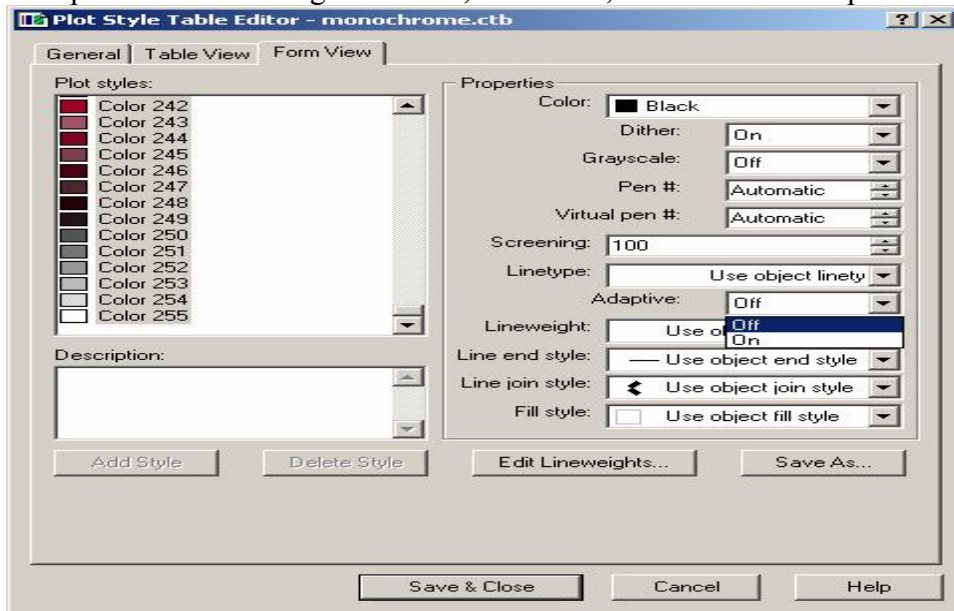 Plot Style Table Editor - monochrome.ctb
General
Table View
Form View
Plot styles:
Color 242
Color 243
Color 244
Color 245
Color 246
Color 247
Color 248
Color 249
Color 250
Color 251
Color 252
Color 253
Color 254
Color 255
Description:
Add Style
Delete Style
Properties
Color: Black
Dither: On
Grayscale: Off
Pen #: Automatic
Virtual pen #: Automatic
Screening: 100
Linetype: Use object linety
Adaptive: Off
Off
On
Lineweight: Use o
Line end style: Use object end style
Line join style: Use object join style
Fill style: Use object fill style
Edit Lineweights...
Save As...
Save & Close
Cancel
Help